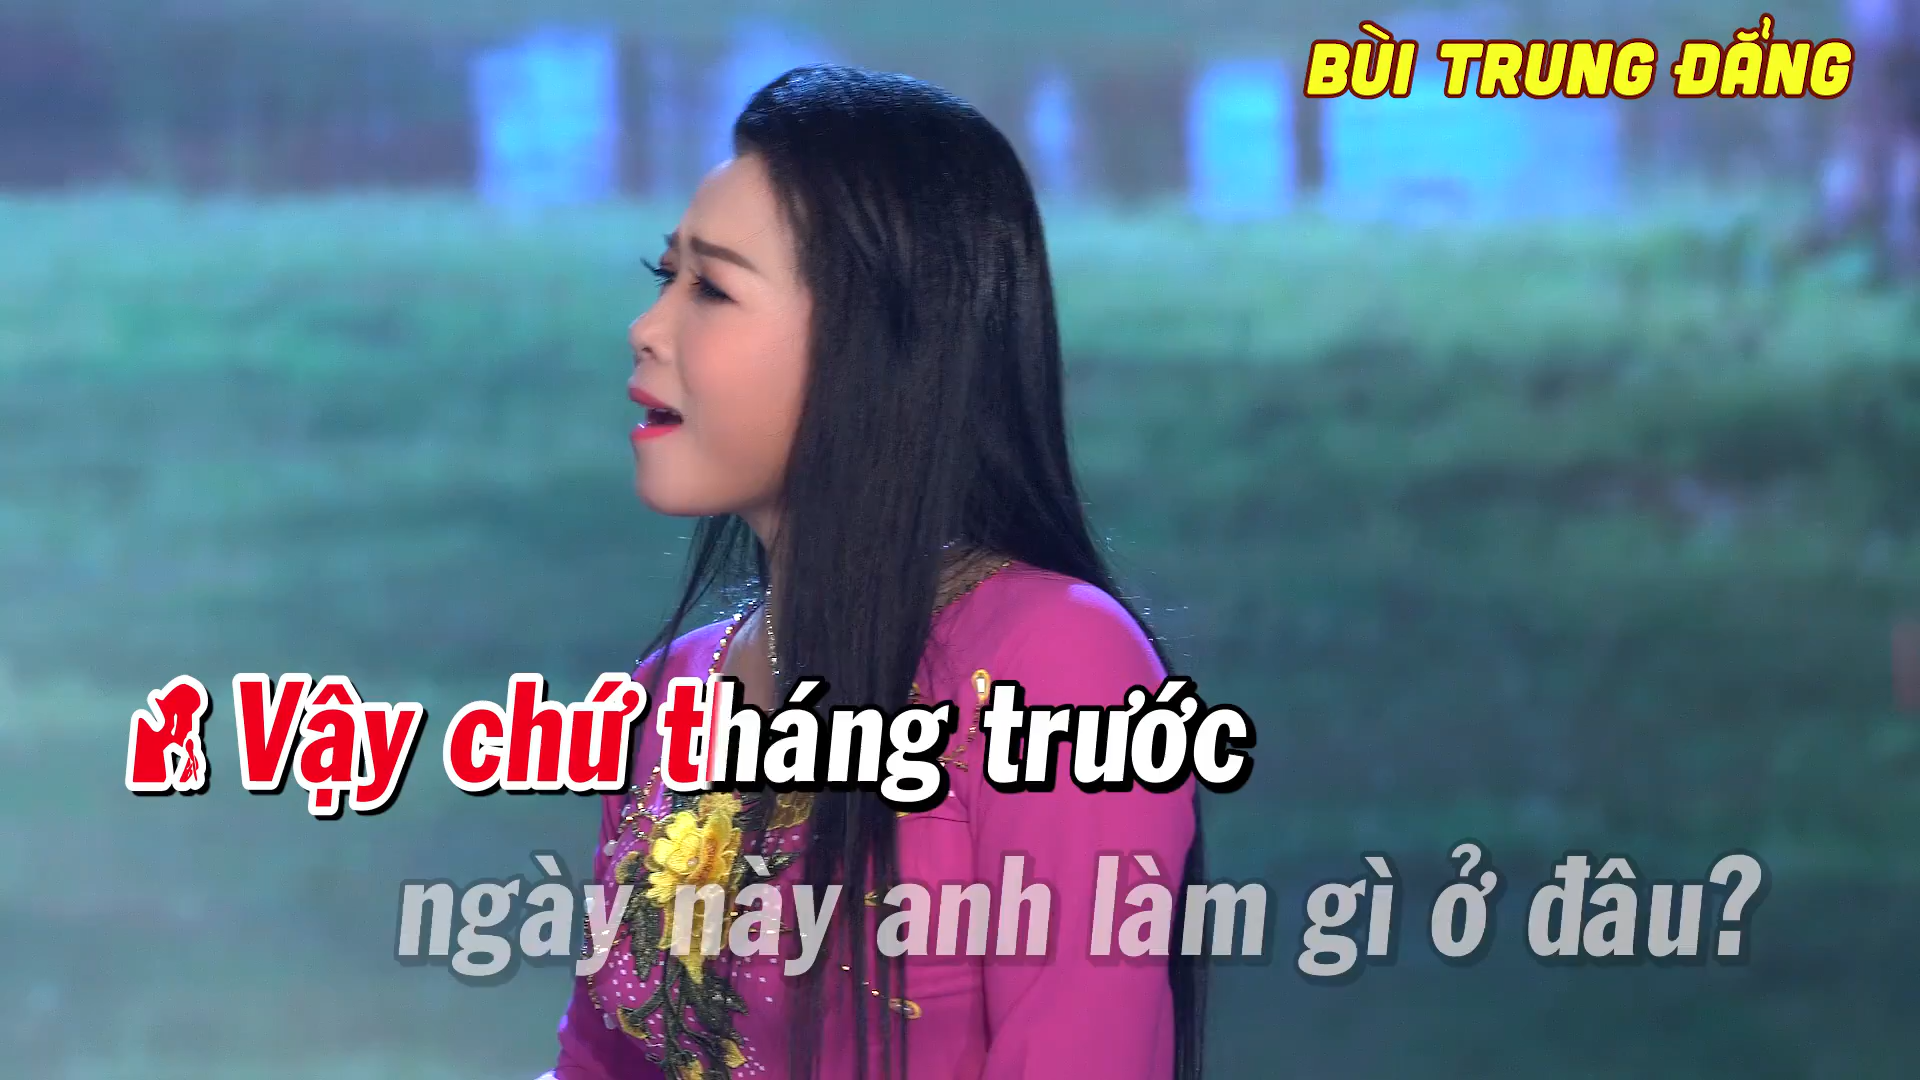 BÙI TRUNG ĐẲNG
Vậy chứ tháng trước
ngày này anh làm gì ở đâu?